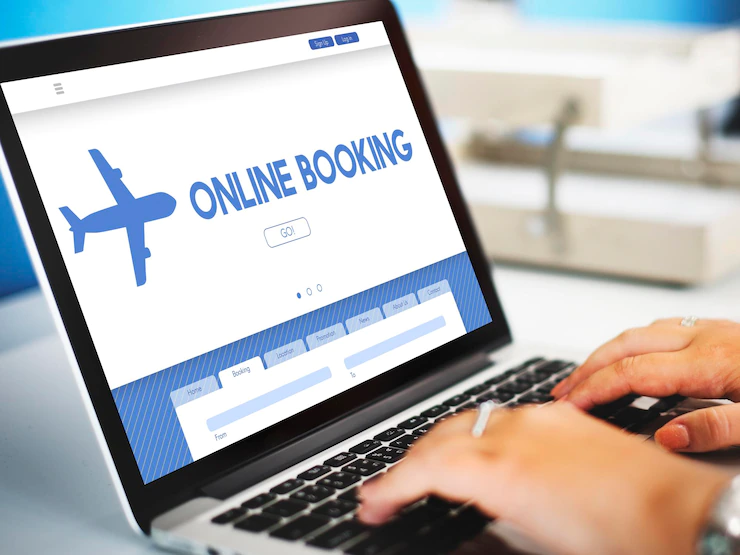 Sign Up Log in
ONLINE BOOKING
GO!
Home Booking Location Promotion News About Us Contact
From To